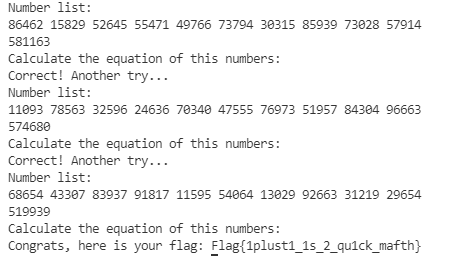 Number list:
86462 15829 52645 55471 49766 73794 30315 85939 73028 57914
581163
Calculate the equation of this numbers:
Correct! Another try...
Number list:
11093 78563 32596 24636 70340 47555 76973 51957 84304 96663
574680
Calculate the equation of this numbers:
Correct! Another try...
Number list:
68654 43307 83937 91817 11595 54064 13029 92663 31219 29654
519939
Calculate the equation of this numbers:
Congrats, here is your flag: Flag{1plust1_1s_2_qu1ck_mafth}